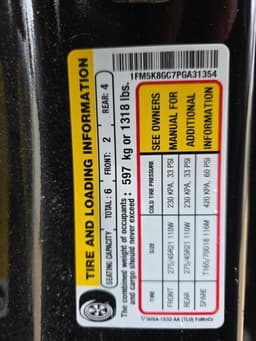 1FM5K8GC7PGA31354
TIRE AND LOADING INFORMATION
SEATING CAPACITY TOTAL: 6 FRONT: 2 REAR: 4
The combined weight of occupants
and cargo should never exceed: 597 kg or 1318 lbs.
TIRE SIZE COLD TIRE PRESSURE
FRONT 275/45R21 110W 230 KPA, 33 PSI
REAR 275/45R21 110W 230 KPA, 33 PSI
SPARE T165/70D18 116M 420 KPA, 60 PSI
SEE OWNERS
MANUAL FOR
ADDITIONAL
INFORMATION